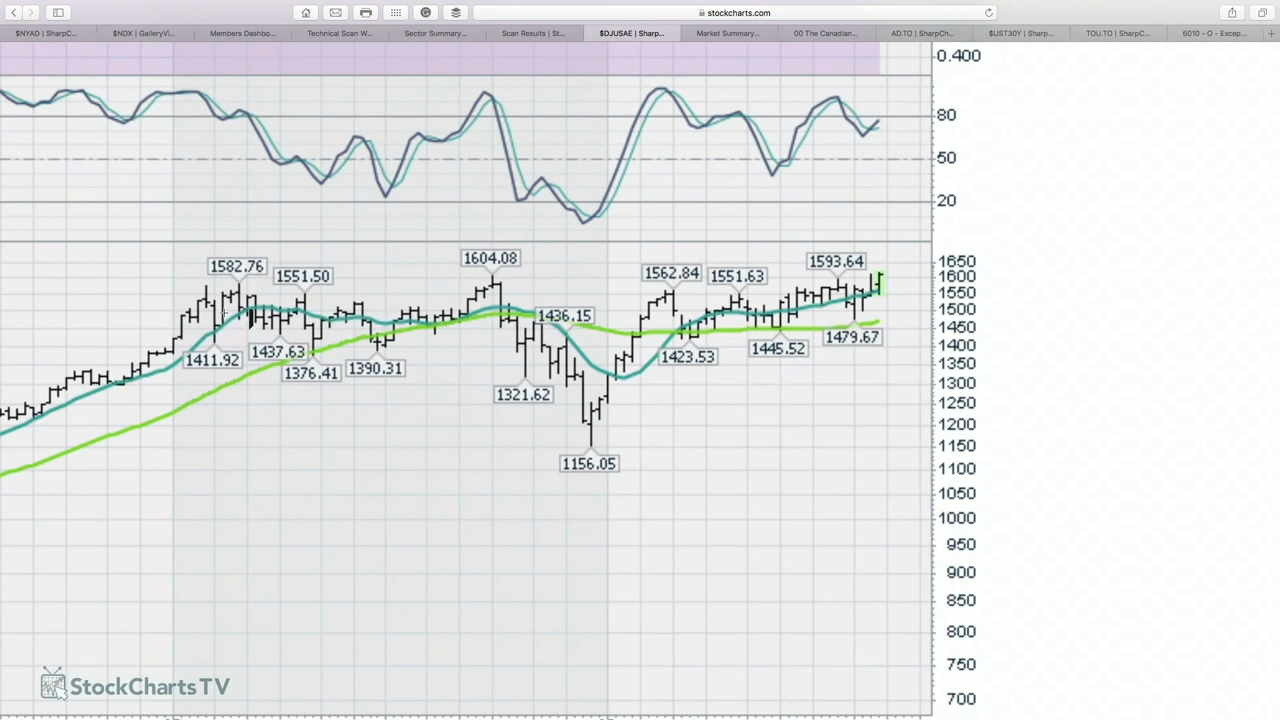 stockcharts.com
$NYAD | SharpC...
$NDX | GalleryVi...
Members Dashbo...
Technical Scan W...
Sector Summary...
Scan Results | St...
$DJUSAE | Sharp...
Market Summary...
00 The Canadian...
AD.TO | SharpCh...
$UST30Y | Sharp...
TOU.TO | SharpC...
6010 - O - Excep...
0.400
80
50
20
1582.76
1551.50
1604.08
1562.84
1551.63
1593.64
1436.15
1411.92
1437.63
1376.41
1390.31
1321.62
1156.05
1423.53
1445.52
1479.67
1650
1600
1550
1500
1450
1400
1350
1300
1250
1200
1150
1100
1050
1000
950
900
850
800
750
700
StockChartsTV